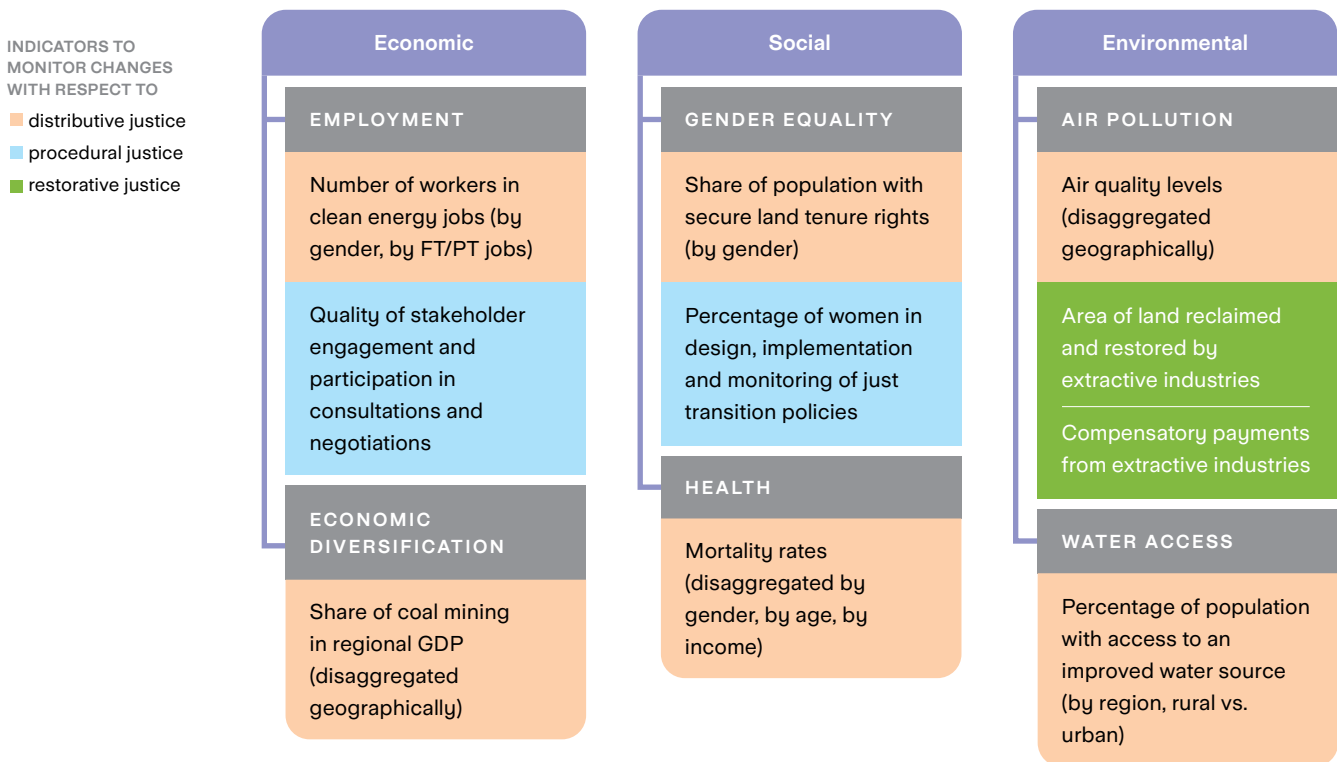 INDICATORS TO
MONITOR CHANGES
WITH RESPECT TO
distributive justice
procedural justice
restorative justice
Economic
EMPLOYMENT
Number of workers in
clean energy jobs (by
gender, by FT/PT jobs)
Quality of stakeholder
engagement and
participation in
consultations and
negotiations
ECONOMIC
DIVERSIFICATION
Share of coal mining
in regional GDP
(disaggregated
geographically)
Social
GENDER EQUALITY
Share of population with
secure land tenure rights
(by gender)
Percentage of women in
design, implementation
and monitoring of just
transition policies
HEALTH
Mortality rates
(disaggregated by
gender, by age, by
income)
Environmental
AIR POLLUTION
Air quality levels
(disaggregated
geographically)
Area of land reclaimed
and restored by
extractive industries
Compensatory payments
from extractive industries
WATER ACCESS
Percentage of population
with access to an
improved water source
(by region, rural vs.
urban)